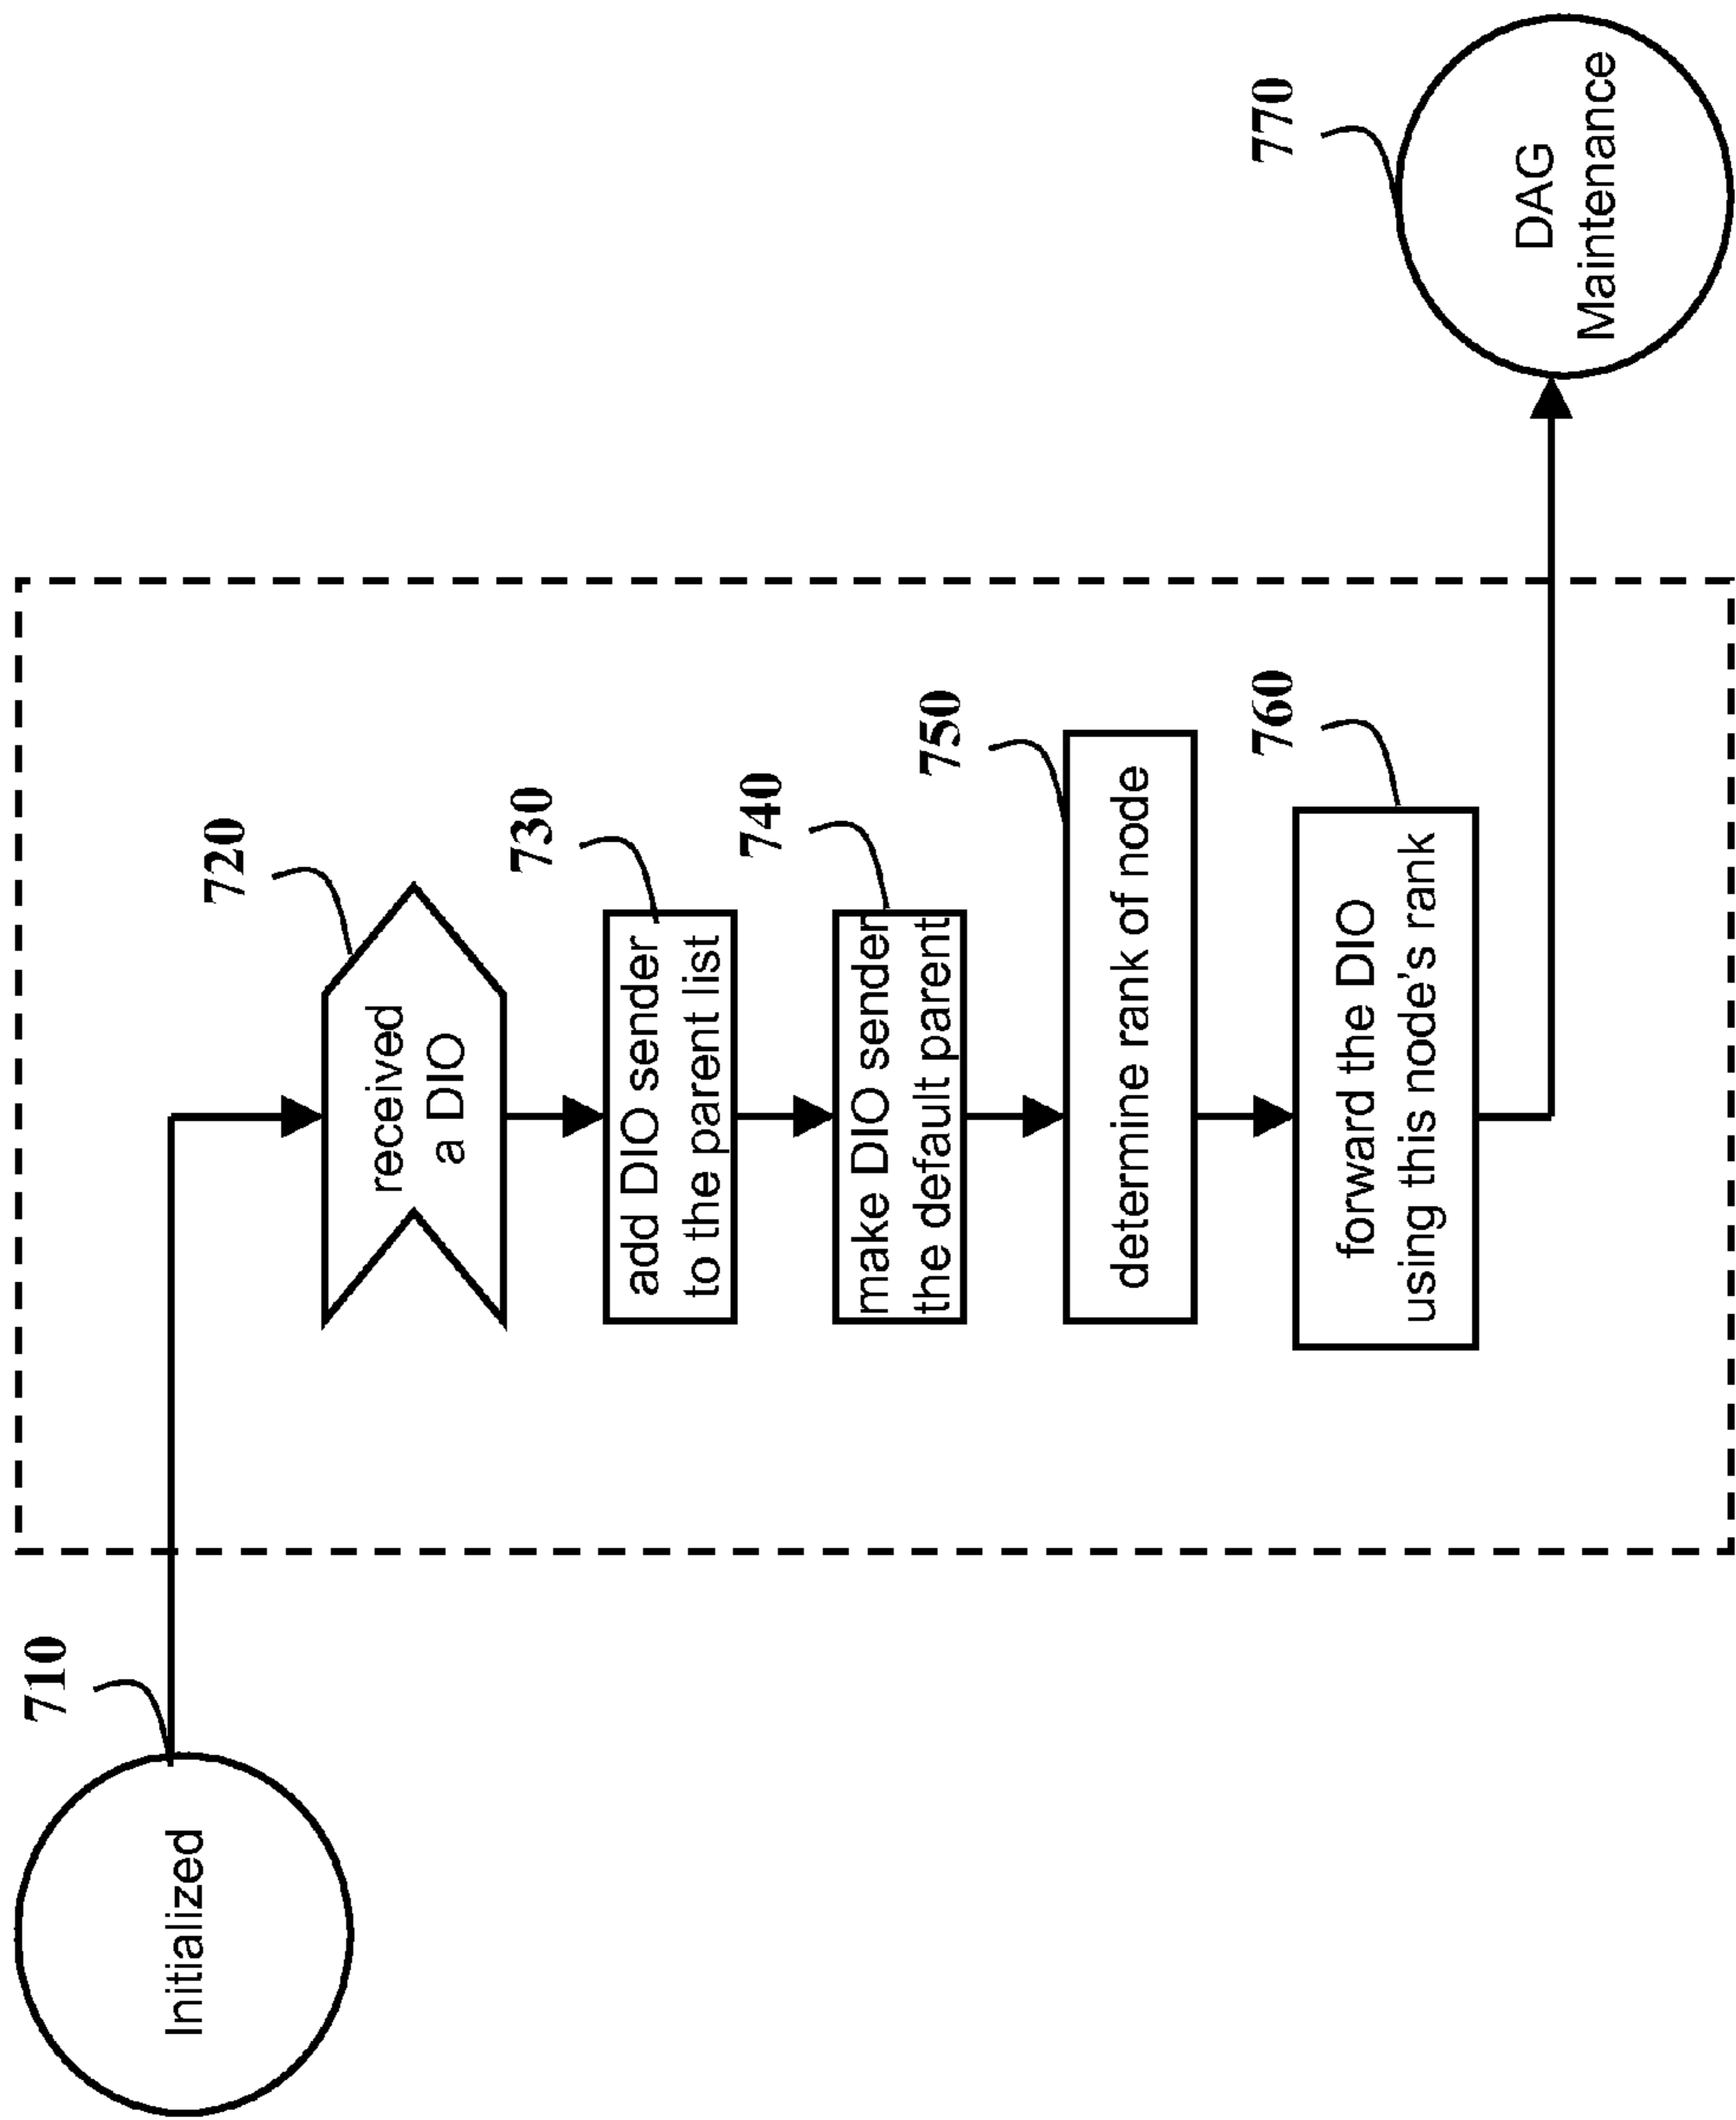 710
Initialized
720
received
a DIO
730
add DIO sender
to the parent list
740
make DIO sender
the default parent
750
determine rank of node
760
forward the DIO
using this node's rank
770
DAG
Maintenance